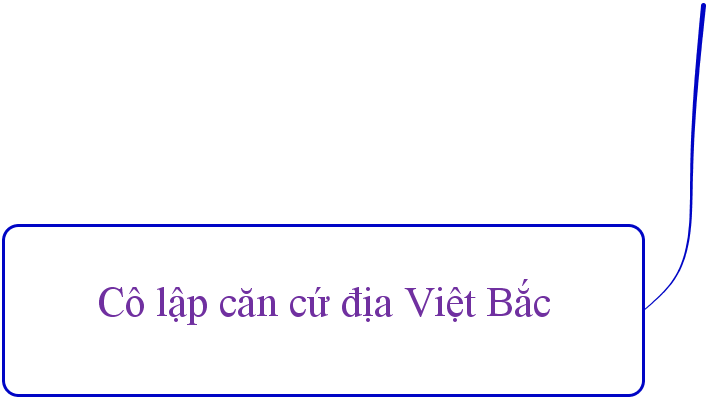 Cô lập căn cứ địa Việt Bắc